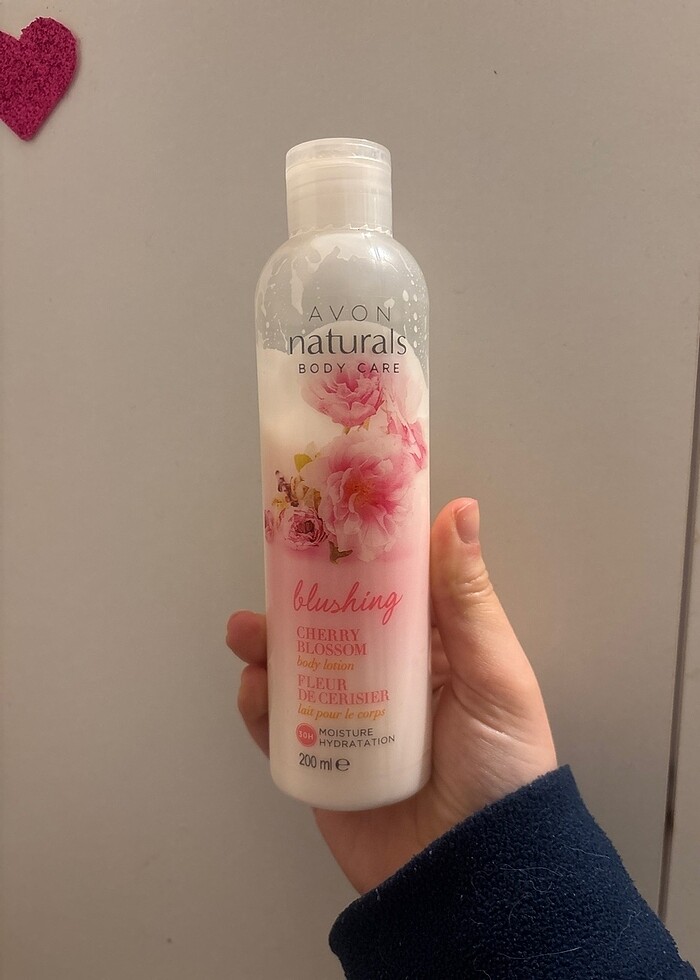 AVON
naturals
BODY CARE
blushing
CHERRY
BLOSSOM
body lotion
FLEUR
DE CERISIER
lait pour le corps
10H MOISTURE
HYDRATATION
200 ml e